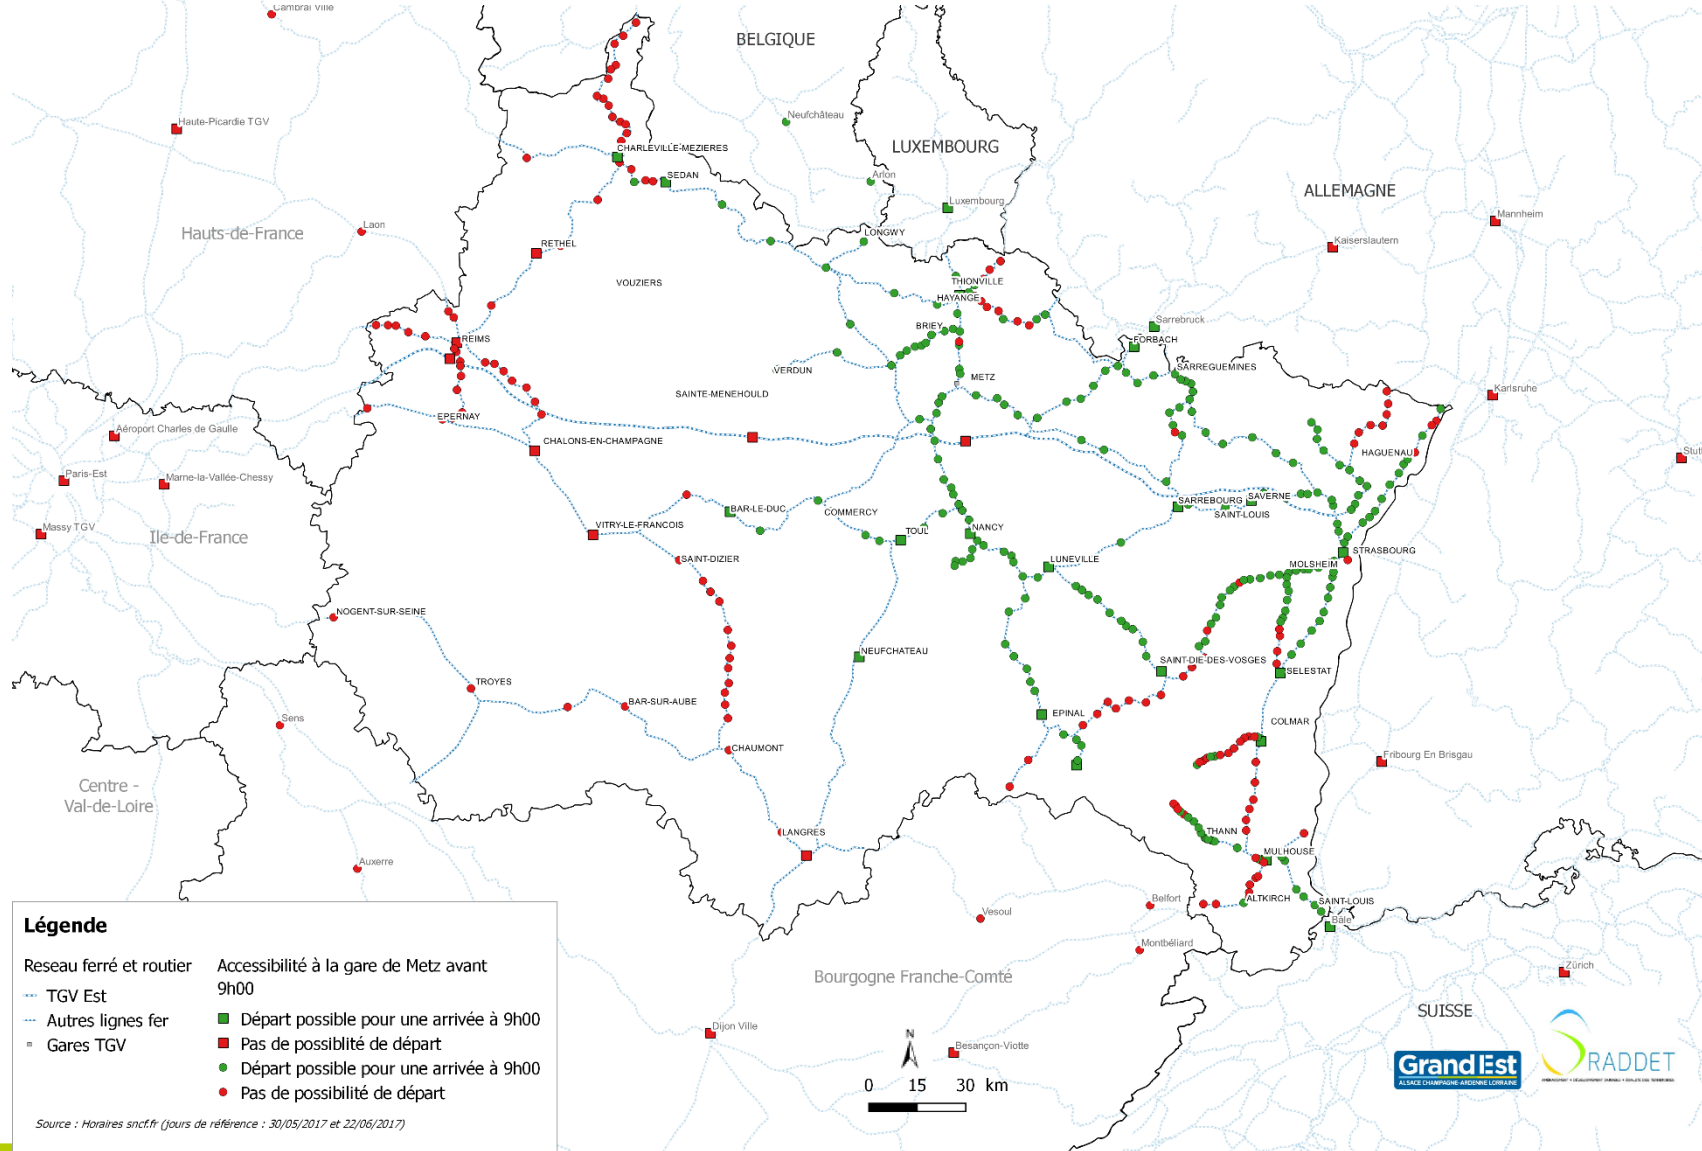 Cambrai Ville
BELGIQUE
Neufchâteau
Haute-Picardie TGV
LUXEMBOURG
CHARLEVILLE-MEZIERES
Arlon
SEDAN
ALLEMAGNE
Luxembourg
Mannheim
Laon
Hauts-de-France
LONGWY
RETHEL
Kaiserslautern
VOUZIERS
THIONVILLE
HAYANGE
BRIEY
Sarrebruck
REIMS
FORBACH
VERDUN
METZ
SARREGUEMINES
SAINTE-MENEHOULD
Karlsruhe
EPERNAY
Aéroport Charles de Gaulle
CHALONS-EN-CHAMPAGNE
HAGUENAU
Paris-Est
Marne-la-Vallée-Chessy
SARREBOURG
SAVERNE
SAINT-LOUIS
BAR-LE-DUC
COMMERCY
Massy TGV
VITRY-LE-FRANCOIS
TOUL
NANCY
Ile-de-France
STRASBOURG
SAINT-DIZIER
LUNEVILLE
MOLSHEIM
NOGENT-SUR-SEINE
NEUFCHATEAU
SAINT-DIE-DES-VOSGES
SELESTAT
TROYES
BAR-SUR-AUBE
EPINAL
Sens
COLMAR
CHAUMONT
Fribourg En Brisgau
Centre -
Val-de-Loire
LANGRES
THANN
MULHOUSE
Auxerre
ALTKIRCH
SAINT-LOUIS
Belfort
Vesoul
Bâle
Montbéliard
Zürich
Bourgogne Franche-Comté
SUISSE
Dijon Ville
Besançon-Viotte
Légende
Reseau ferré et routier
TGV Est
Autres lignes fer
Gares TGV
Accessibilité à la gare de Metz avant
9h00
Départ possible pour une arrivée à 9h00
Pas de possiblité de départ
Départ possible pour une arrivée à 9h00
Pas de possibilité de départ
Source : Horaires sncf.fr (jours de référence : 30/05/2017 et 22/06/2017)
N
0 15 30 km
GrandEst
ALSACE CHAMPAGNE-ARDENNE LORRAINE
SRADDET